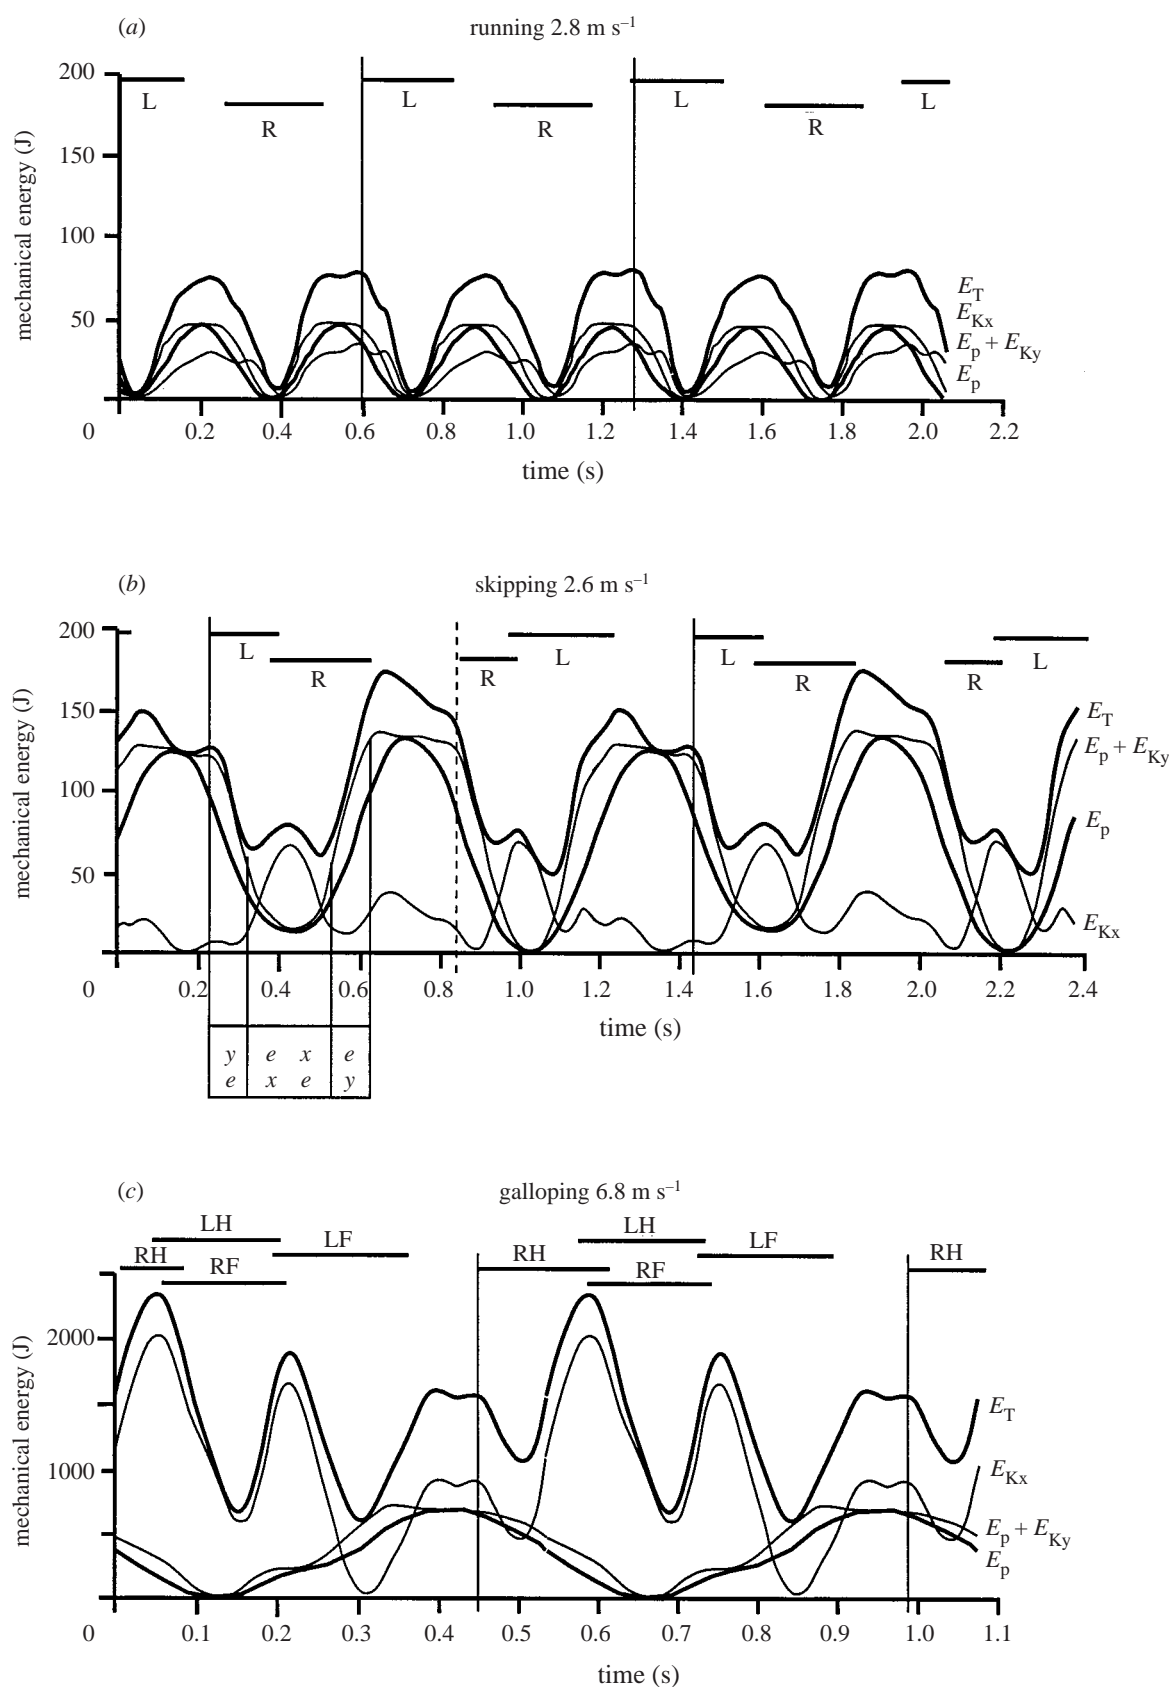 (a) running 2.8 m s⁻¹
200
150
100
50
0
mechanical energy (J)
L L L L
R R R
E_T
E_Kx
E_p + E_Ky
E_p
0.2 0.4 0.6 0.8 1.0 1.2 1.4 1.6 1.8 2.0 2.2
time (s)
(b) skipping 2.6 m s⁻¹
200
150
100
50
0
mechanical energy (J)
L R R L L R R L
E_T
E_p + E_Ky
E_p
E_Kx
0.2 0.4 0.6 0.8 1.0 1.2 1.4 1.6 1.8 2.0 2.2 2.4
time (s)
y e x e
e x e y
(c) galloping 6.8 m s⁻¹
LH LH
RH LF RH LF RH
RF RF
2000
1000
0
mechanical energy (J)
E_T
E_Kx
E_p + E_Ky
E_p
0.1 0.2 0.3 0.4 0.5 0.6 0.7 0.8 0.9 1.0 1.1
time (s)